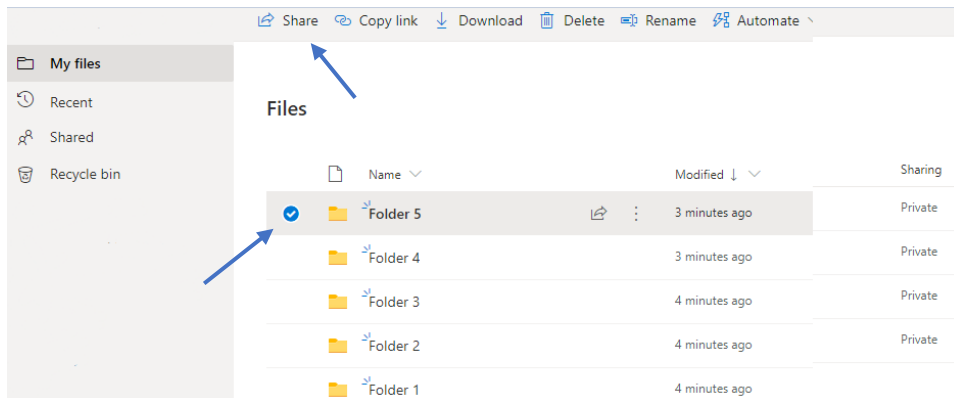 Share Copy link Download Delete Rename Automate
My files
Recent
Shared
Recycle bin
Files
Name Modified Sharing
Folder 5 3 minutes ago Private
Folder 4 3 minutes ago Private
Folder 3 4 minutes ago Private
Folder 2 4 minutes ago Private
Folder 1 4 minutes ago